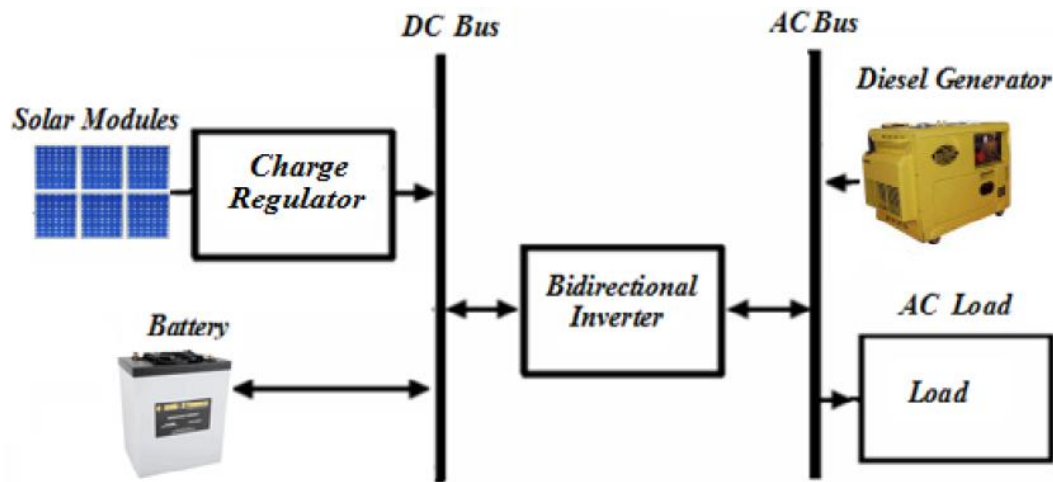 DC Bus
AC Bus
Diesel Generator
Solar Modules
Charge
Regulator
Bidirectional
Inverter
Battery
AC Load
Load